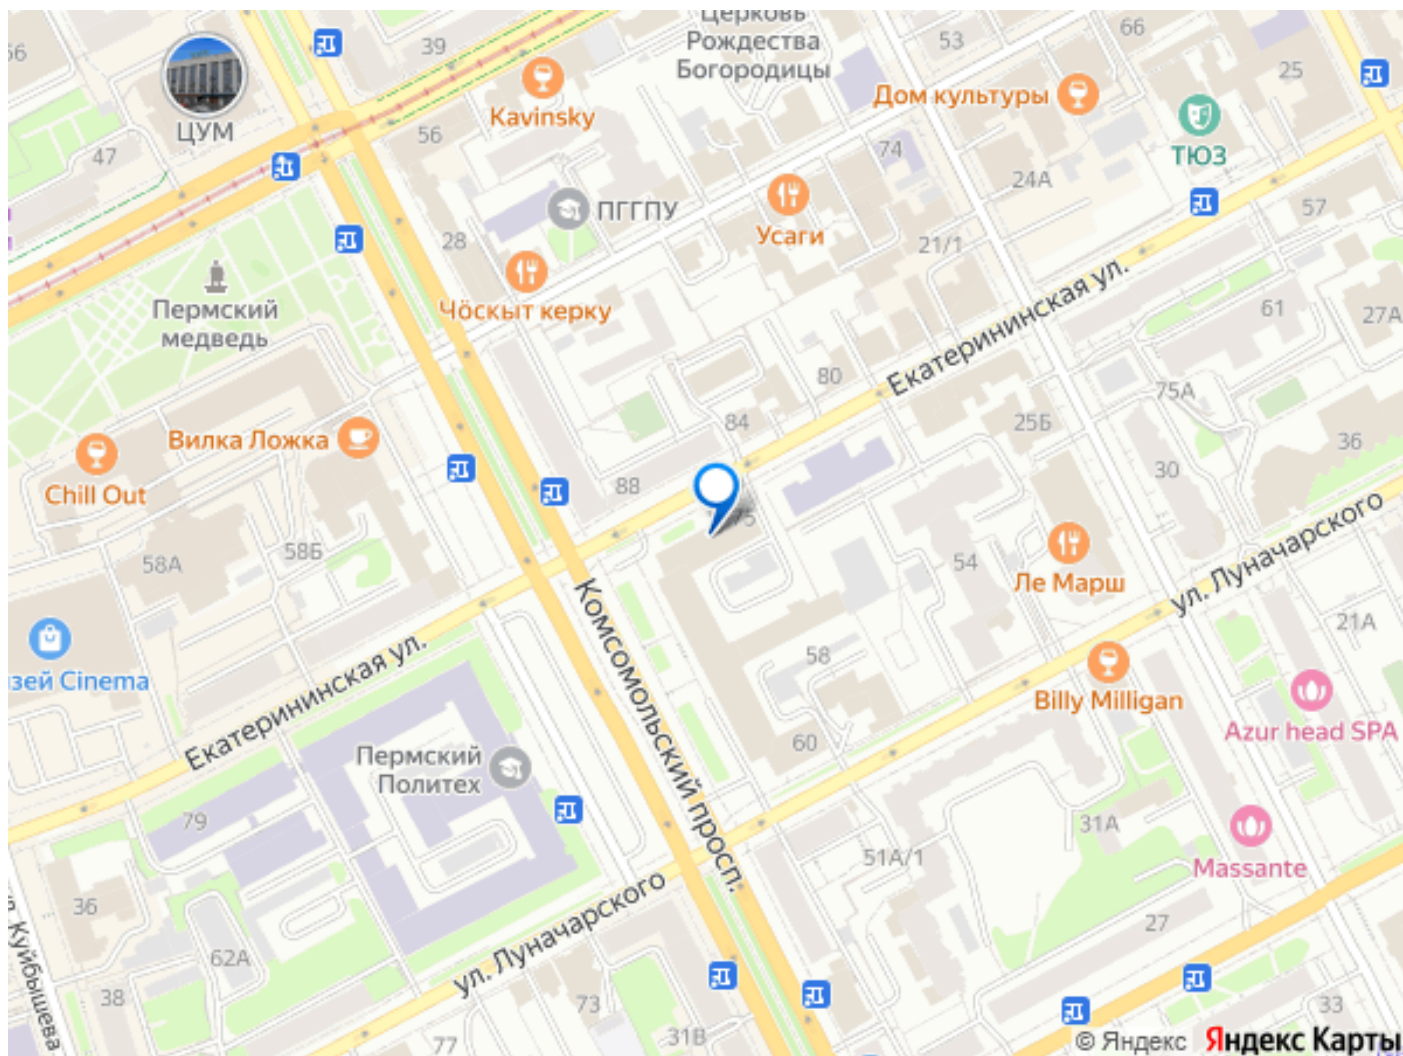 Церковь
Рождества
Богородицы
66
53
39
56
25
Kavinsky
Дом культуры
ЦУМ
56
47
74
ТЮЗ
24А
ПГГПУ
57
28
Усаги
21/1
Пермский
медведь
Чӧскыт керку
61
27А
Екатерининская ул.
80
75А
84
25Б
Вилка Ложка
36
Chill Out
88
30
75
58А
58Б
54
Ле Марш
ул. Луначарского
Комсомольский просп.
21А
58
зей Cinema
Billy Milligan
Екатерининская ул.
Azur head SPA
60
Пермский
Политех
79
31А
51А/1
Massante
36
ул. Луначарского
27
62А
Куйбышева
38
73
31В
33
77
© Яндекс Яндекс Карты